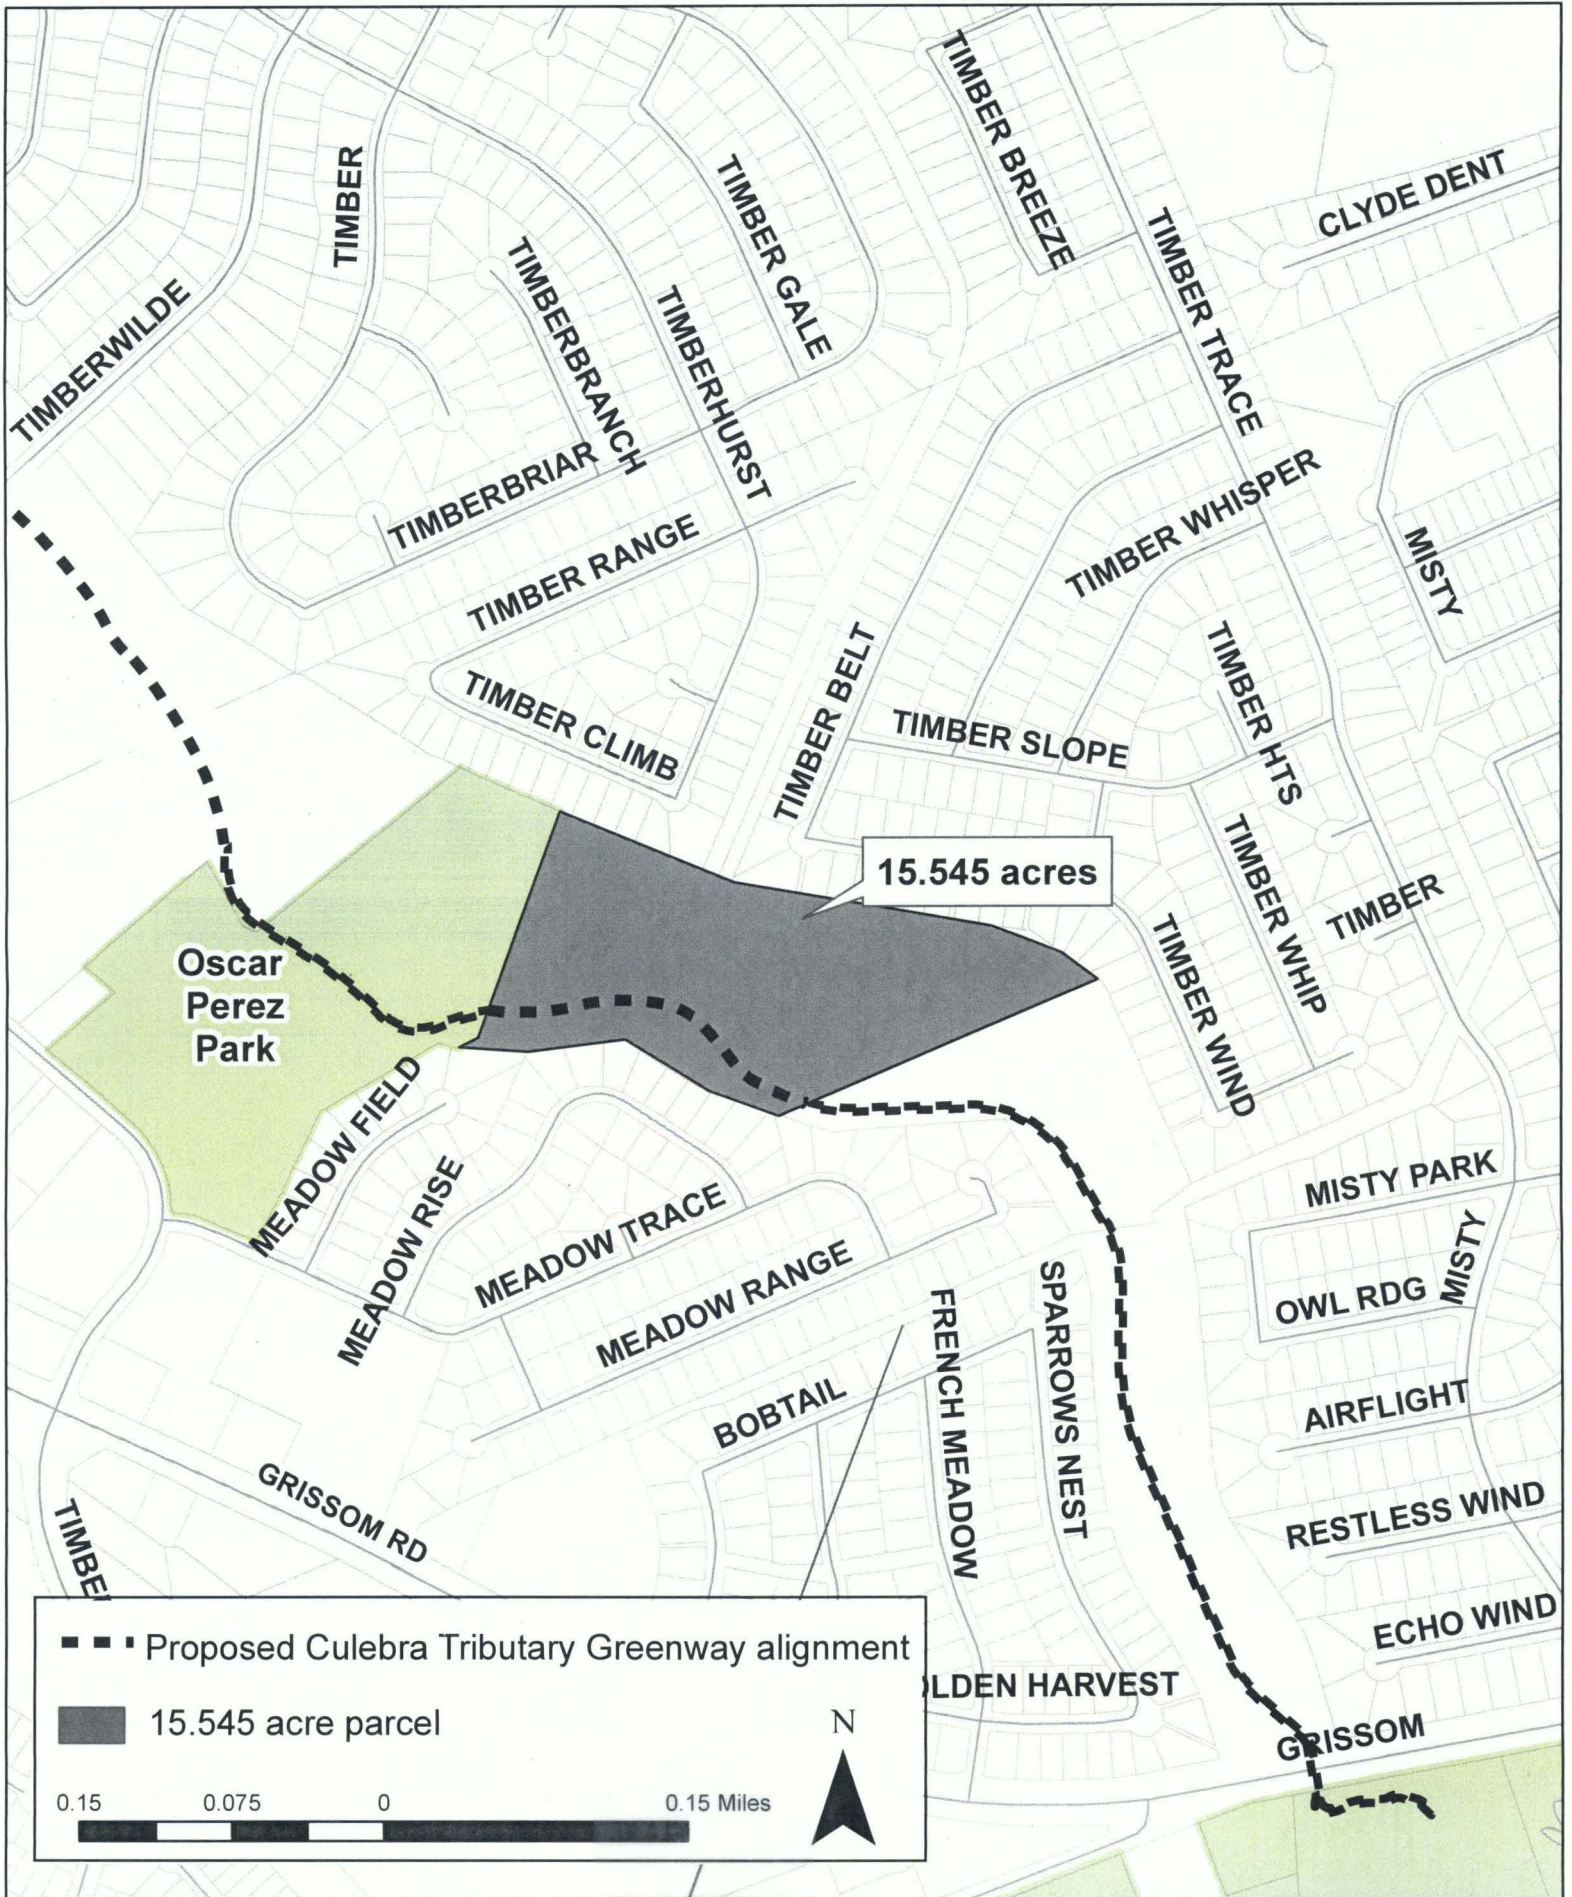 TIMBER BREEZE
TIMBER
TIMBER GALE
CLYDE DENT
TIMBER TRACE
TIMBERWILDE
TIMBERBRANCH
TIMBERHURST
TIMBERBRIAR
TIMBER RANGE
TIMBER WHISPER
MISTY
TIMBER CLIMB
TIMBER BELT
TIMBER SLOPE
TIMBER HTS
15.545 acres
TIMBER WHIP
TIMBER
TIMBER WIND
Oscar
Perez
Park
MEADOW FIELD
MEADOW RISE
MEADOW TRACE
MEADOW RANGE
MISTY PARK
MISTY
OWL RDG
FRENCH MEADOW
SPARROWS NEST
BOBTAIL
AIRFLIGHT
GRISSOM RD
RESTLESS WIND
TIMBE
ECHO WIND
OLDEN HARVEST
GRISSOM
Proposed Culebra Tributary Greenway alignment
15.545 acre parcel
N
0.15 0.075 0 0.15 Miles